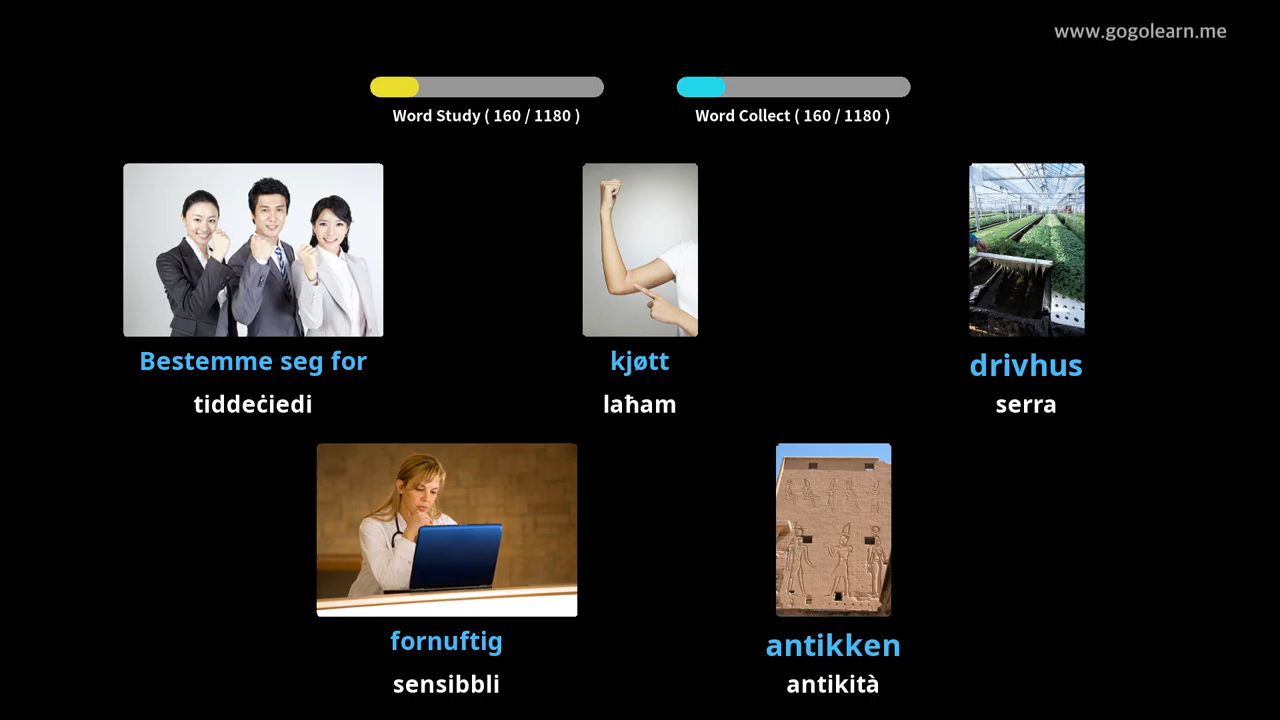 www.gogolearn.me
Word Study ( 160 / 1180 )
Word Collect ( 160 / 1180 )
Bestemme seg for
tiddeċiedi
kjøtt
laħam
drivhus
serra
fornuftig
sensibbli
antikken
antikità